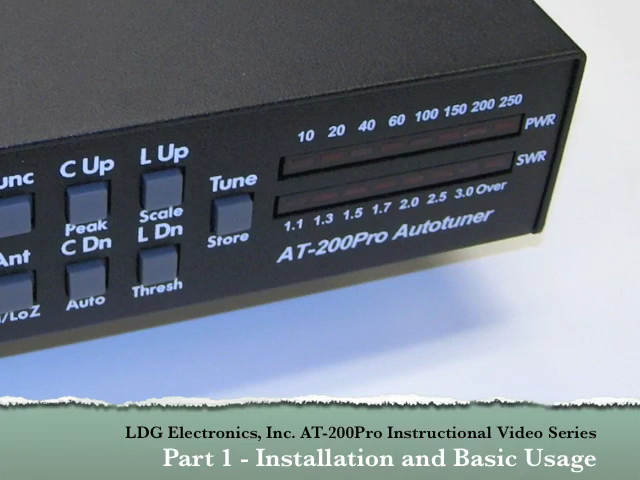 10 20 40 60 100 150 200 250
PWR
SWR
1.1 1.3 1.5 1.7 2.0 2.5 3.0 Over
AT-200Pro Autotuner
C Up
L Up
Tune
Peak
Scale
Store
Ant
C Dn
L Dn
Auto
Thresh
/LoZ
LDG Electronics, Inc. AT-200Pro Instructional Video Series
Part 1 - Installation and Basic Usage